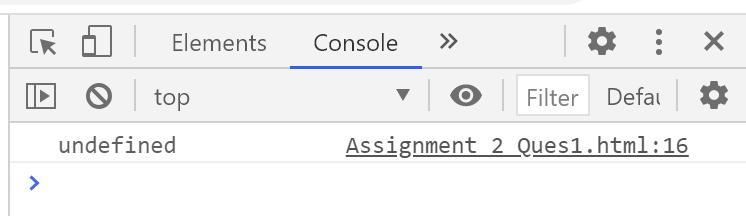 Elements Console »
top Filter Defau
undefined Assignment 2 Ques1.html:16
>